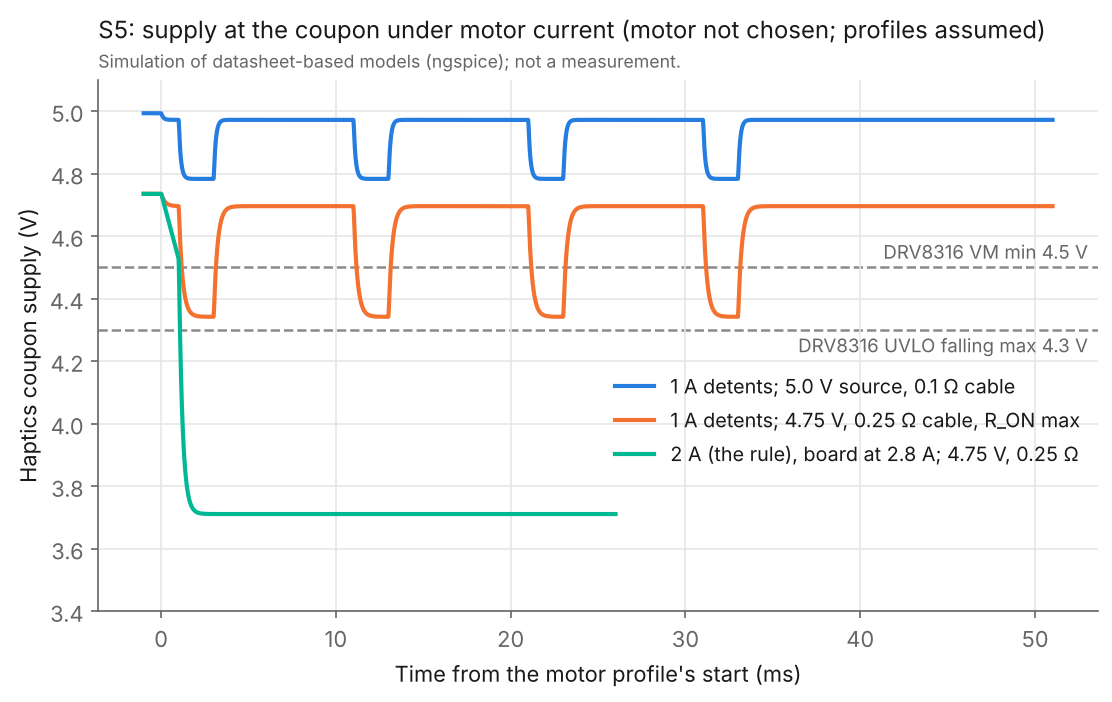 S5: supply at the coupon under motor current (motor not chosen; profiles assumed)
Simulation of datasheet-based models (ngspice); not a measurement.
Haptics coupon supply (V)
5.0
4.8
4.6
4.4
4.2
4.0
3.8
3.6
3.4
DRV8316 VM min 4.5 V
DRV8316 UVLO falling max 4.3 V
1 A detents; 5.0 V source, 0.1 Ω cable
1 A detents; 4.75 V, 0.25 Ω cable, R_ON max
2 A (the rule), board at 2.8 A; 4.75 V, 0.25 Ω
0 10 20 30 40 50
Time from the motor profile's start (ms)